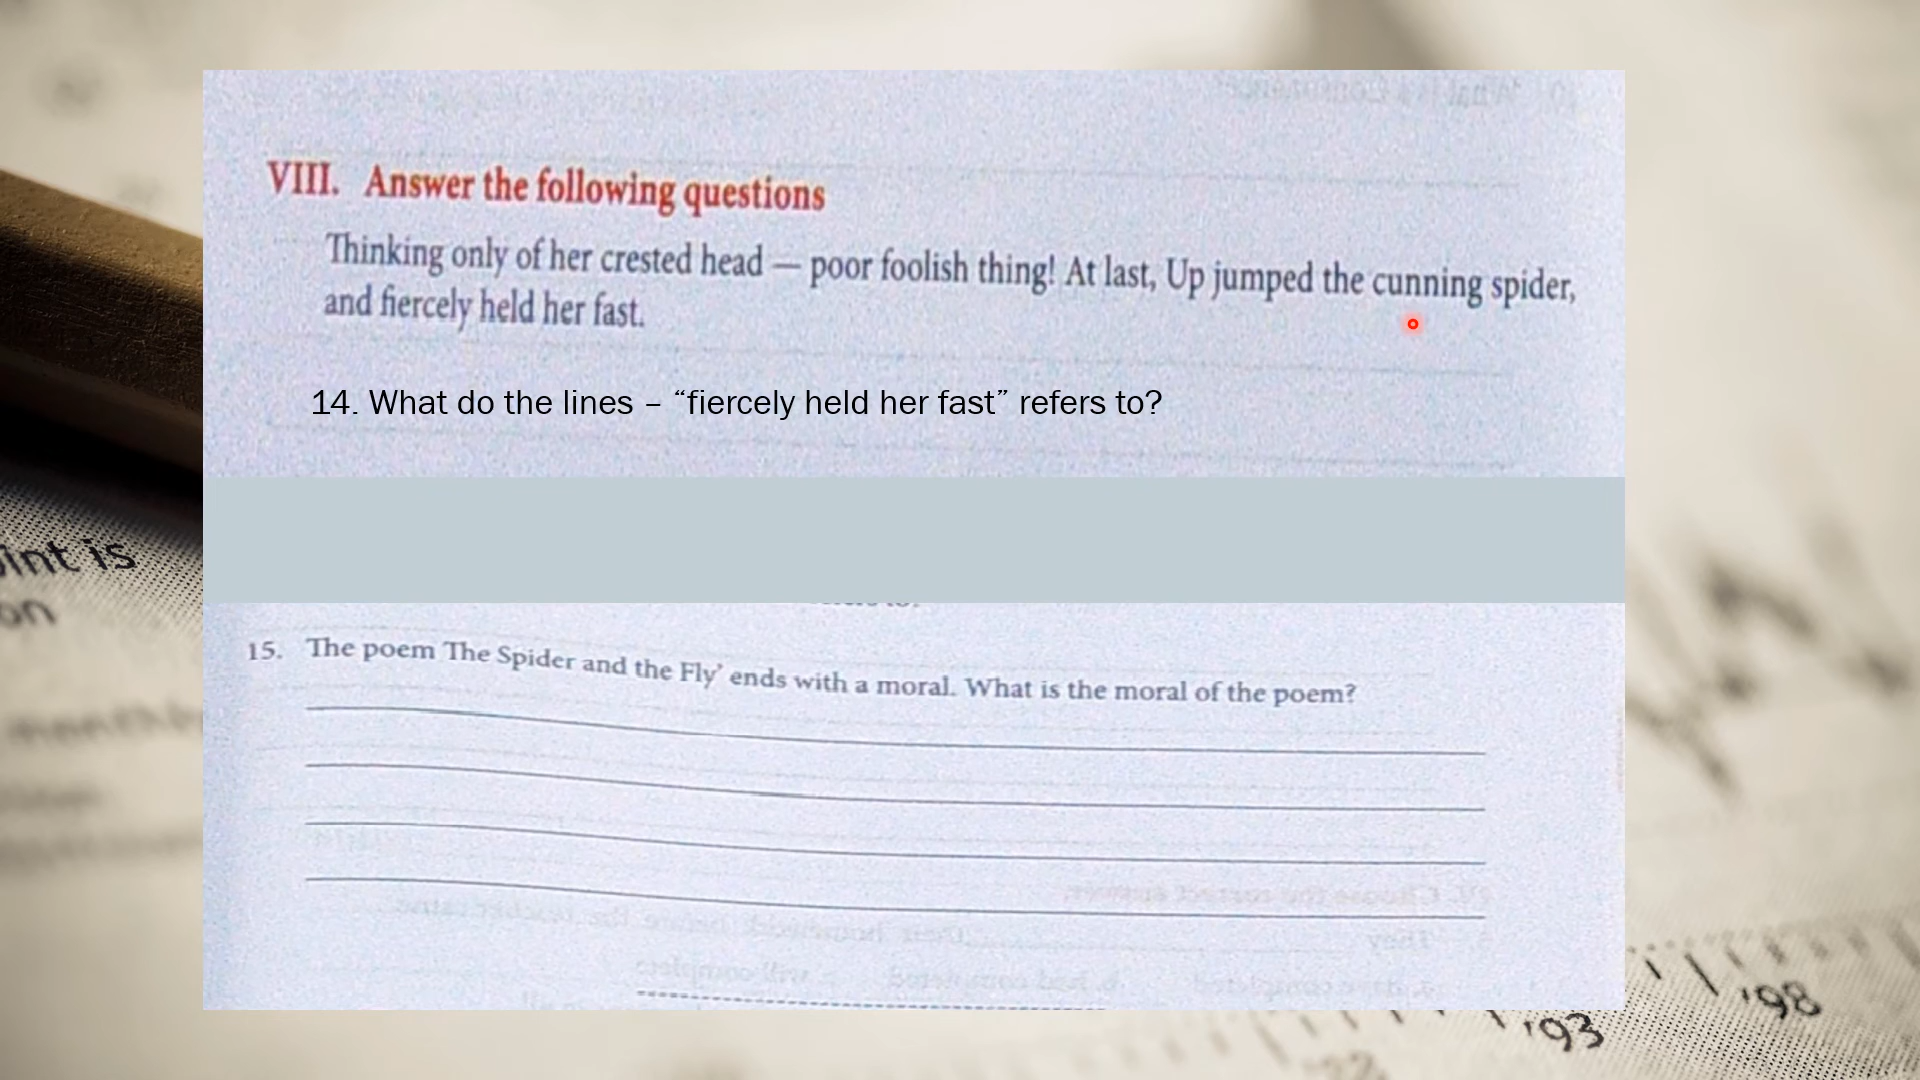 VIII. Answer the following questions
Thinking only of her crested head — poor foolish thing! At last, Up jumped the cunning spider,
and fiercely held her fast.
14. What do the lines – “fiercely held her fast” refers to?
15. The poem The Spider and the Fly’ ends with a moral. What is the moral of the poem?
int is
on
'93
'98